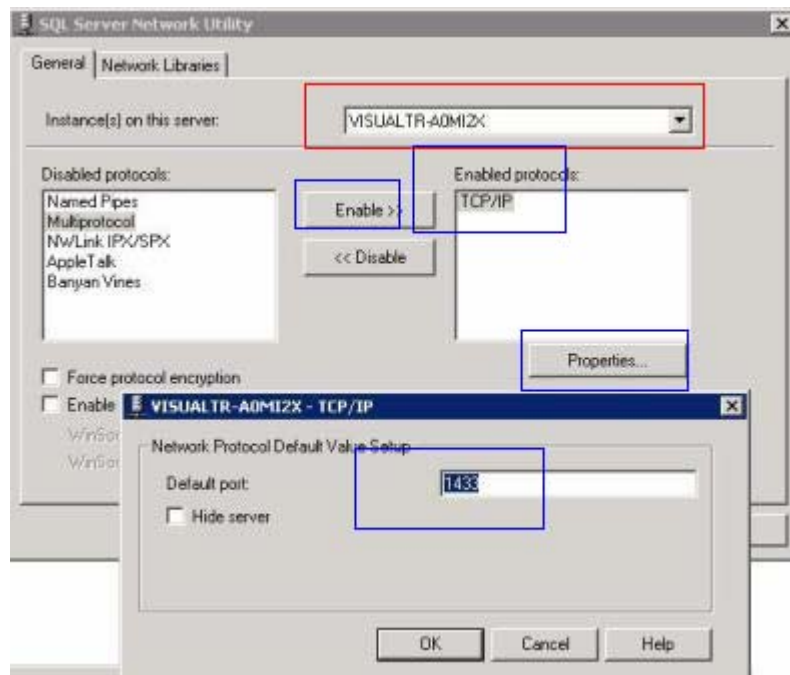 SQL Server Network Utility
General
Network Libraries
Instance(s) on this server:
VISUALTR-A0MI2X
Disabled protocols:
Enabled protocols:
Named Pipes
Multiprotocol
NWLink IPX/SPX
AppleTalk
Banyan Vines
Enable >>
<< Disable
TCP/IP
Properties...
Force protocol encryption
Enable
VISUALTR-A0MI2X - TCP/IP
Network Protocol Default Value Setup
Default port:
1433
Hide server
OK
Cancel
Help